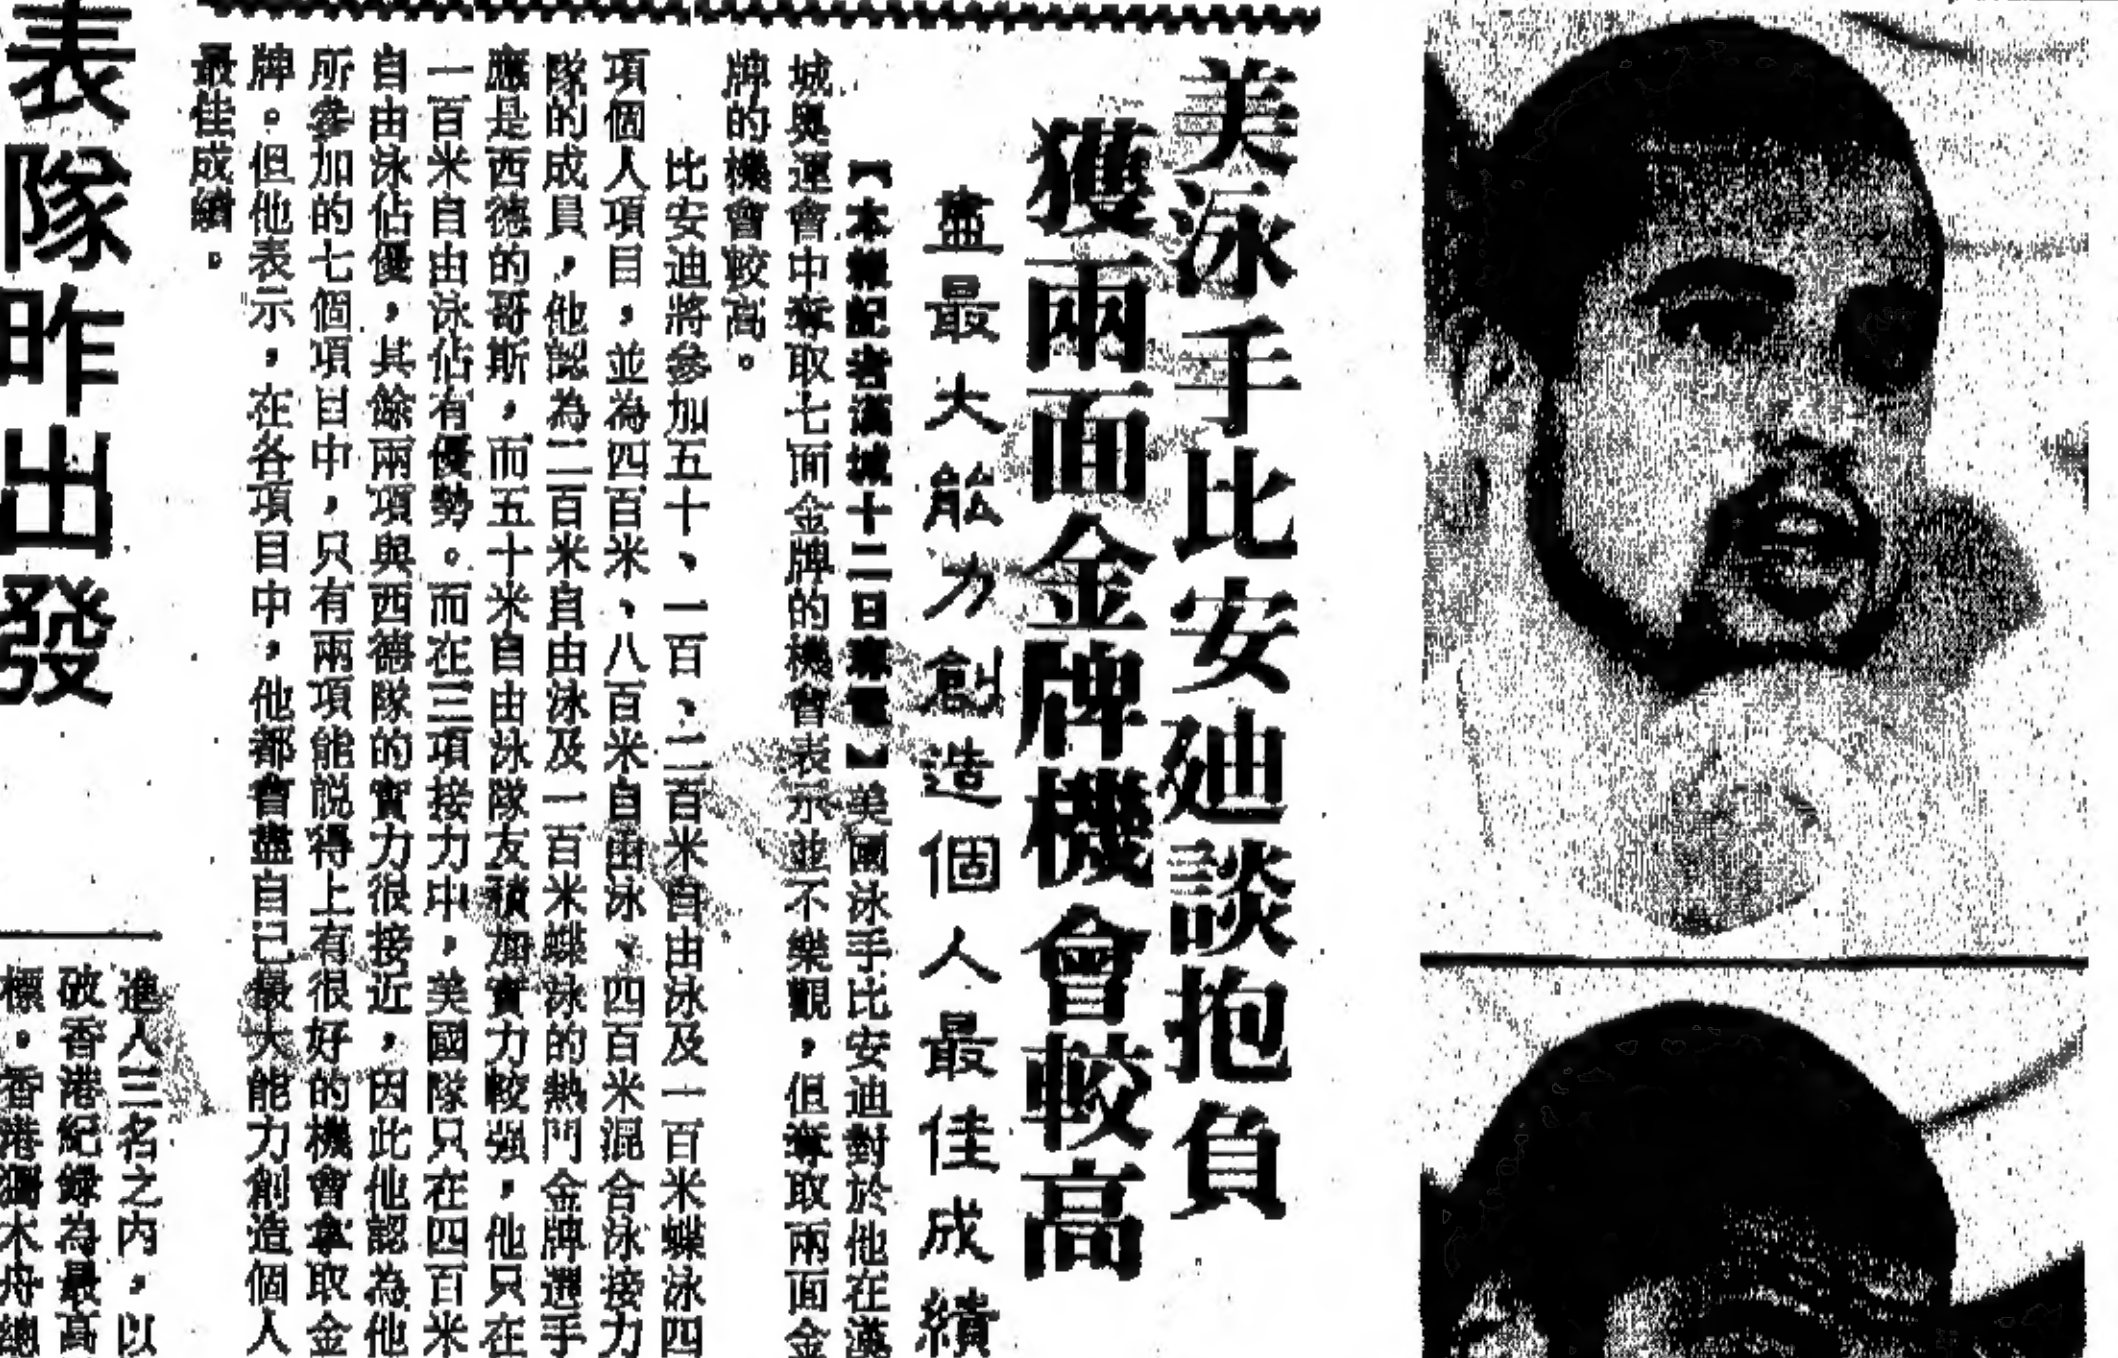 美泳手比安廸談抱負
獲兩面金牌機會較高
盡最大能力創造個人最佳成績
【本報記者漢城十二日專電】美國泳手比安迪對於他在漢
城奧運會中奪取七面金牌的機會表示並不樂觀，但奪取兩面金
牌的機會較高。
比安迪將參加五十、一百、二百米自由泳及一百米蝶泳四
項個人項目，並為四百米、八百米自由泳、四百米混合泳接力
隊的成員，他認為二百米自由泳及一百米蝶泳的熱門金牌選手
應是西德的哥斯，而五十米自由泳隊友積加實力較強，他只在
一百米自由泳佔有優勢。而在三項接力中，美國隊只在四百米
自由泳佔優，其餘兩項與西德隊的實力很接近，因此他認為他
所參加的七個項目中，只有兩項能說得上有很好的機會拿取金
牌。但他表示，在各項目中，他都會盡自己最大能力創造個人
最佳成績。
表隊昨出發
進入三名之內，以
破香港紀錄為最高
標。香港獨木舟總